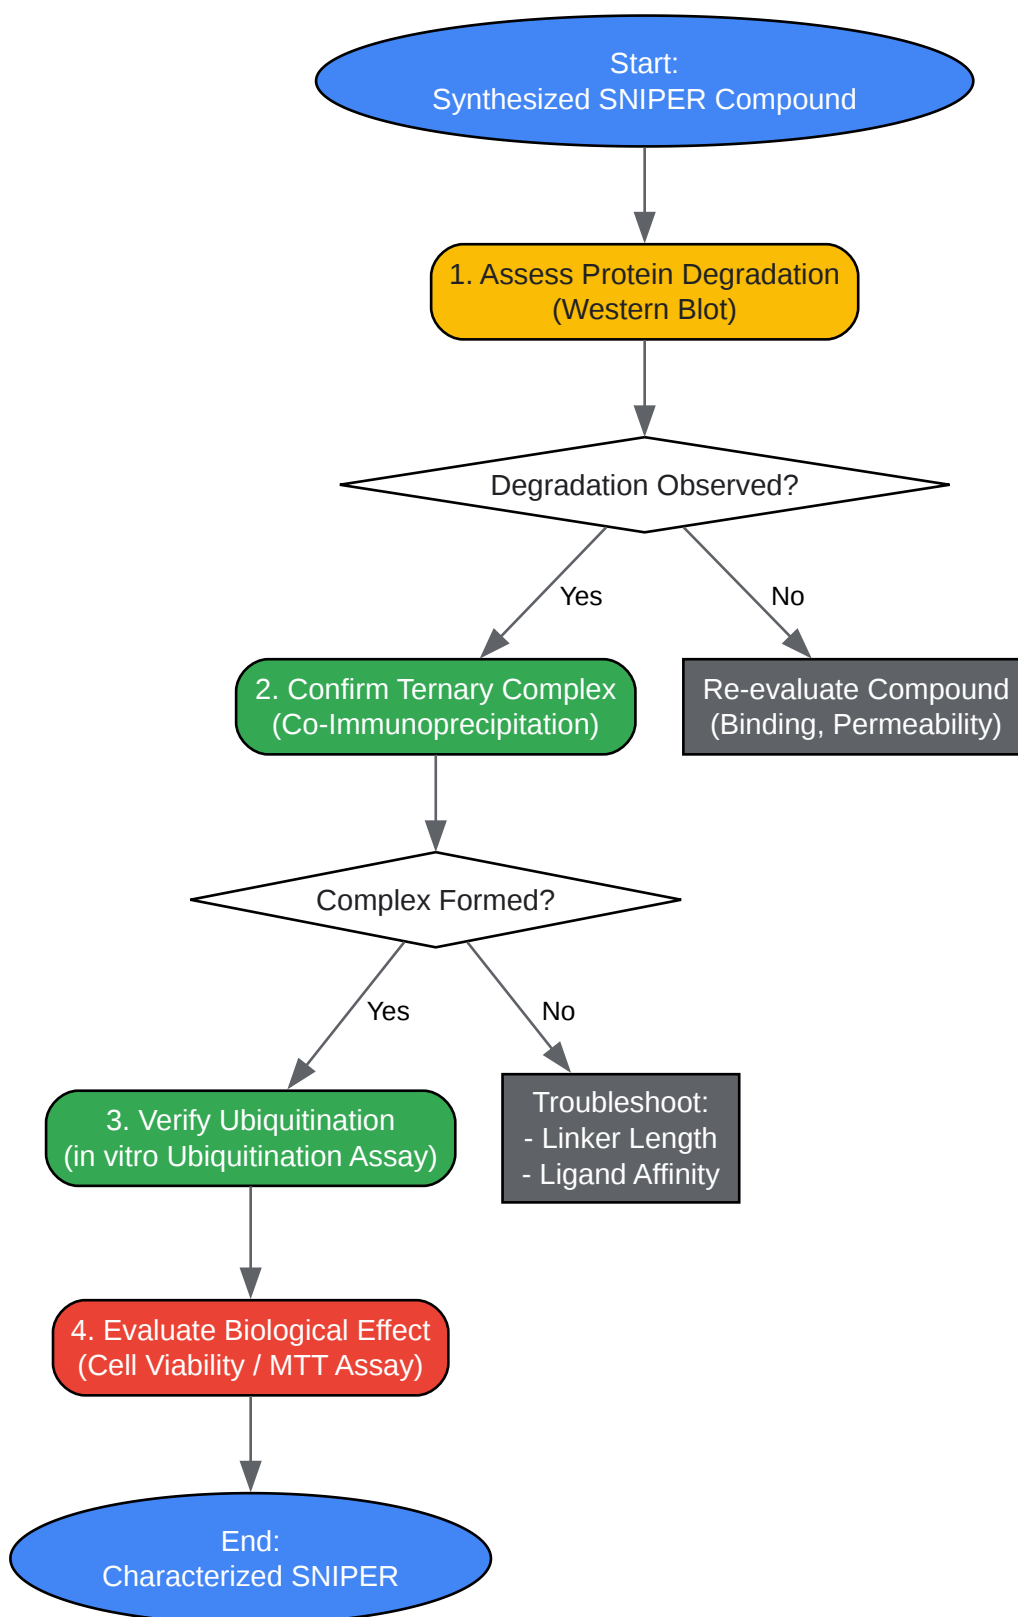 Start:
Synthesized SNIPER Compound
1. Assess Protein Degradation
(Western Blot)
Degradation Observed?
Yes
No
2. Confirm Ternary Complex
(Co-Immunoprecipitation)
Re-evaluate Compound
(Binding, Permeability)
Complex Formed?
Yes
No
3. Verify Ubiquitination
(in vitro Ubiquitination Assay)
Troubleshoot:
- Linker Length
- Ligand Affinity
4. Evaluate Biological Effect
(Cell Viability / MTT Assay)
End:
Characterized SNIPER